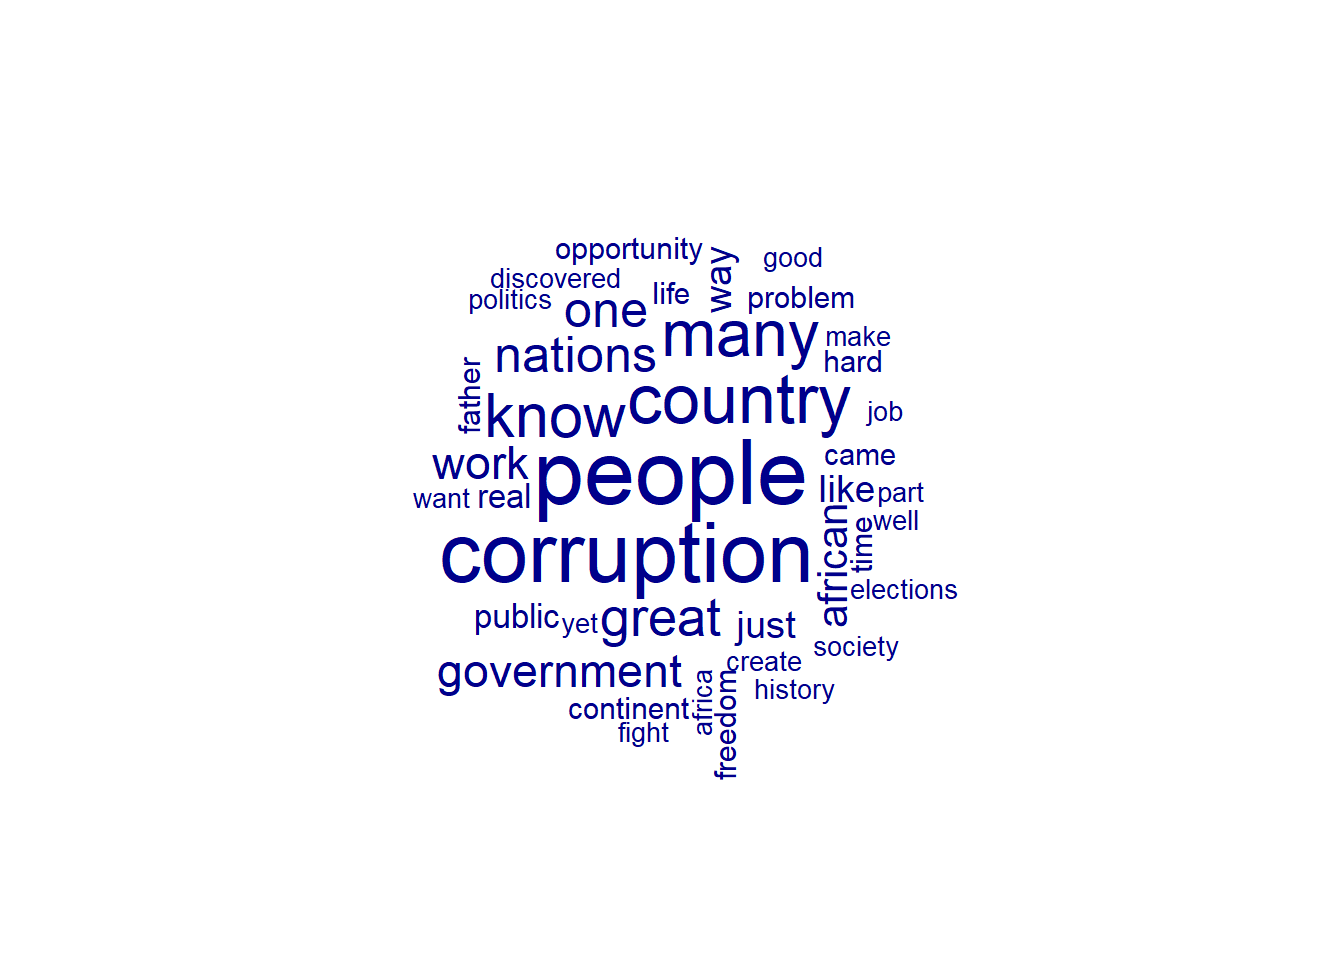 opportunity
way
good
discovered
politics
life
problem
one
many
make
nations
hard
father
know
country
job
work
people
came
want
real
like
part
corruption
african
time
well
elections
public
yet
great
just
society
government
create
history
continent
africa
freedom
fight